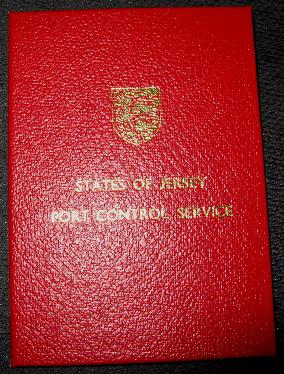 STATES OF JERSEY
PORT CONTROL SERVICE